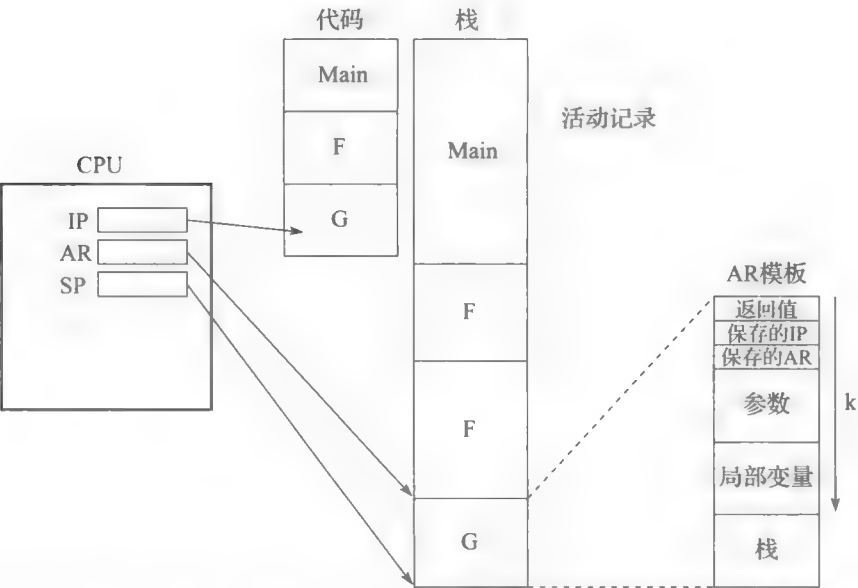 代码
栈
Main
活动记录
F
Main
CPU
G
IP
AR
SP
AR模板
F
返回值
保存的IP
保存的AR
参数
k
F
局部变量
G
栈